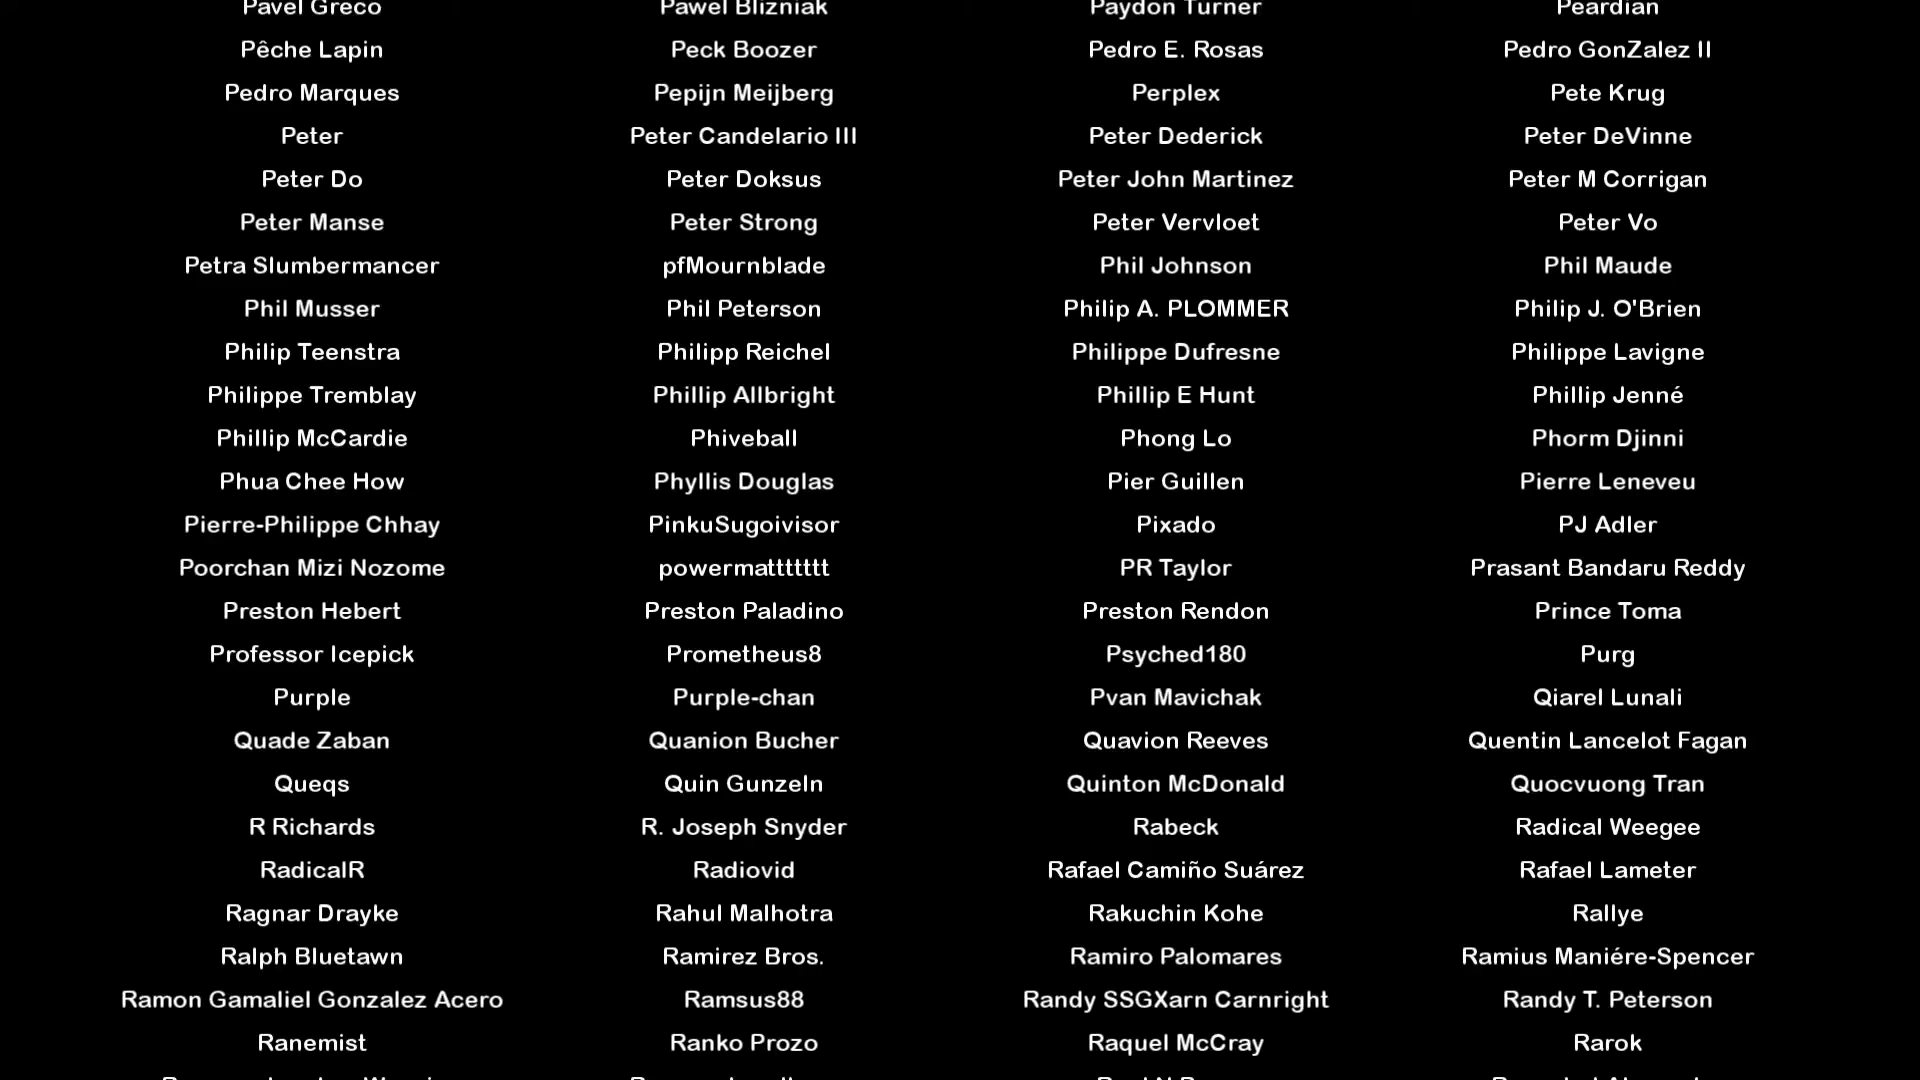 Pavel Greco Pawel Blizniak Paydon Turner Peardian
Pêche Lapin Peck Boozer Pedro E. Rosas Pedro GonZalez II
Pedro Marques Pepijn Meijberg Perplex Pete Krug
Peter Peter Candelario III Peter Dederick Peter DeVinne
Peter Do Peter Doksus Peter John Martinez Peter M Corrigan
Peter Manse Peter Strong Peter Vervloet Peter Vo
Petra Slumbermancer pfMournblade Phil Johnson Phil Maude
Phil Musser Phil Peterson Philip A. PLOMMER Philip J. O'Brien
Philip Teenstra Philipp Reichel Philippe Dufresne Philippe Lavigne
Philippe Tremblay Phillip Allbright Phillip E Hunt Phillip Jenné
Phillip McCardie Phiveball Phong Lo Phorm Djinni
Phua Chee How Phyllis Douglas Pier Guillen Pierre Leneveu
Pierre-Philippe Chhay PinkuSugoivisor Pixado PJ Adler
Poorchan Mizi Nozome powermattttttt PR Taylor Prasant Bandaru Reddy
Preston Hebert Preston Paladino Preston Rendon Prince Toma
Professor Icepick Prometheus8 Psyched180 Purg
Purple Purple-chan Pvan Mavichak Qiarel Lunali
Quade Zaban Quanion Bucher Quavion Reeves Quentin Lancelot Fagan
Queqs Quin Gunzeln Quinton McDonald Quocvuong Tran
R Richards R. Joseph Snyder Rabeck Radical Weegee
RadicalR Radiovid Rafael Camiño Suárez Rafael Lameter
Ragnar Drayke Rahul Malhotra Rakuchin Kohe Rallye
Ralph Bluetawn Ramirez Bros. Ramiro Palomares Ramius Maniére-Spencer
Ramon Gamaliel Gonzalez Acero Ramsus88 Randy SSGXarn Carnright Randy T. Peterson
Ranemist Ranko Prozo Raquel McCray Rarok